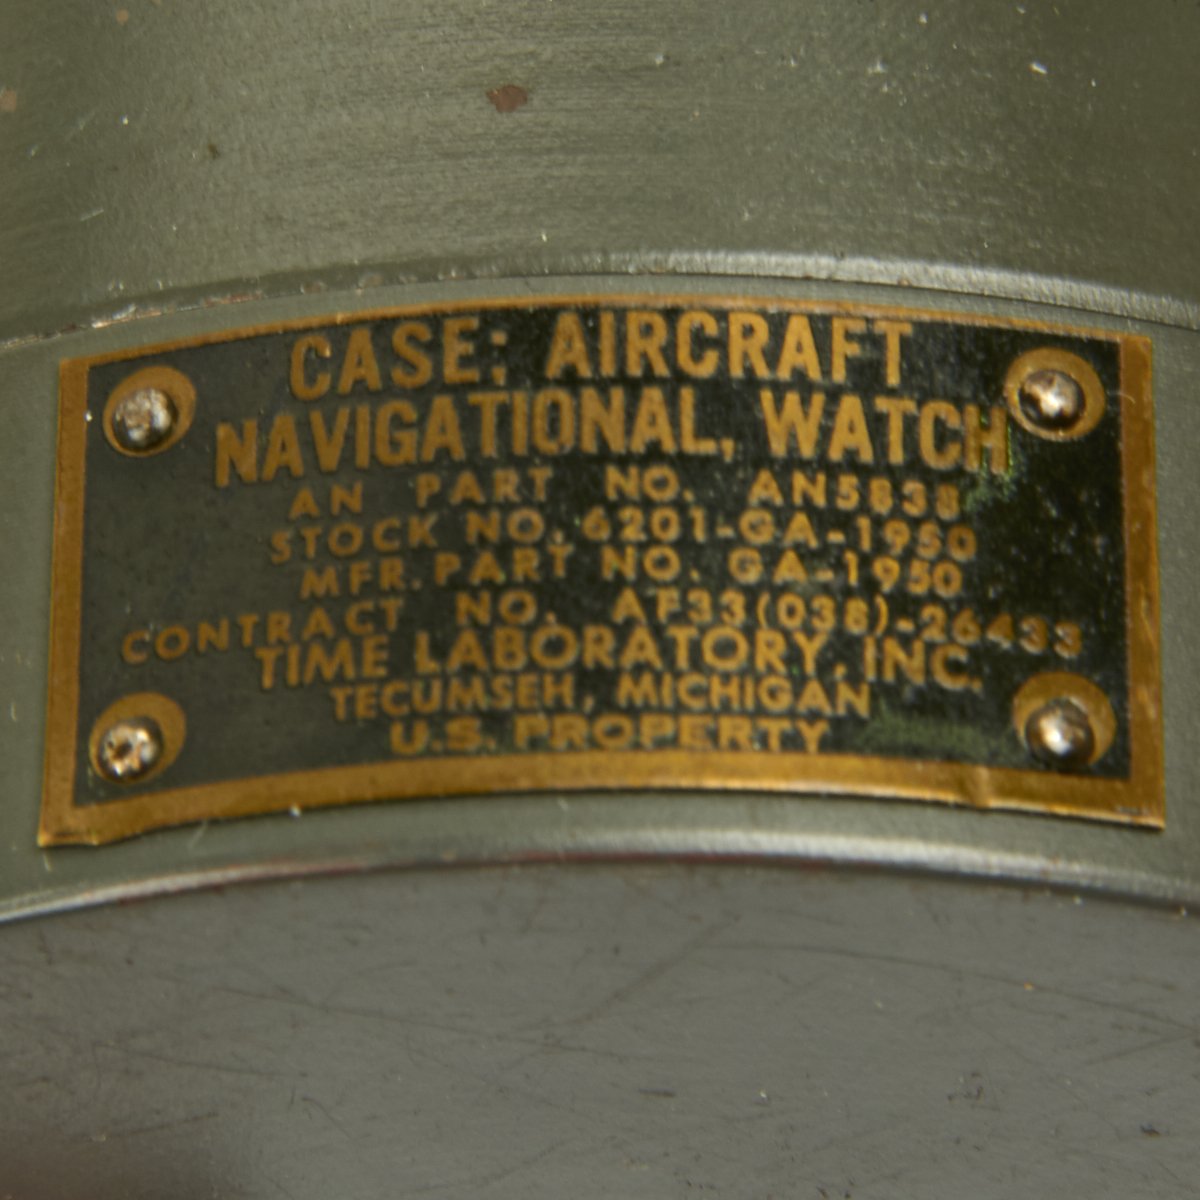 CASE; AIRCRAFT
NAVIGATIONAL, WATCH
AN PART NO. AN5838
STOCK NO. 6201-GA-1950
MFR. PART NO. GA-1950
CONTRACT NO. AF33(038)-26433
TIME LABORATORY, INC.
TECUMSEH, MICHIGAN
U.S. PROPERTY